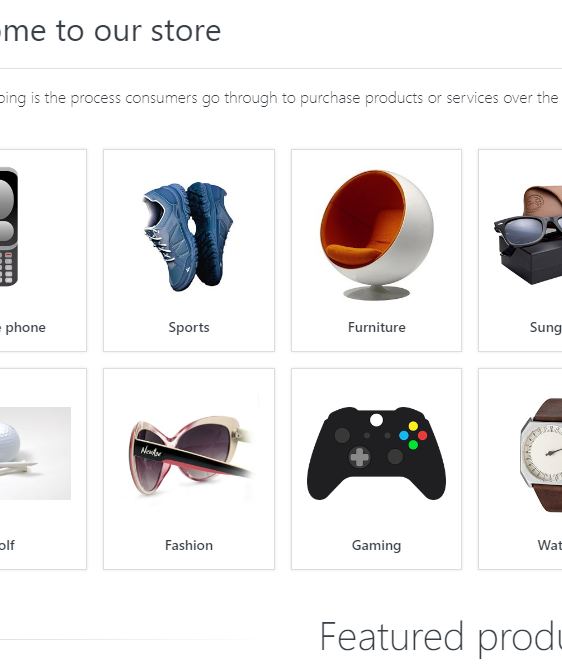 ome to our store
ping is the process consumers go through to purchase products or services over the
e phone
Sports
Furniture
Sung
olf
Fashion
Gaming
Wat
Featured produ